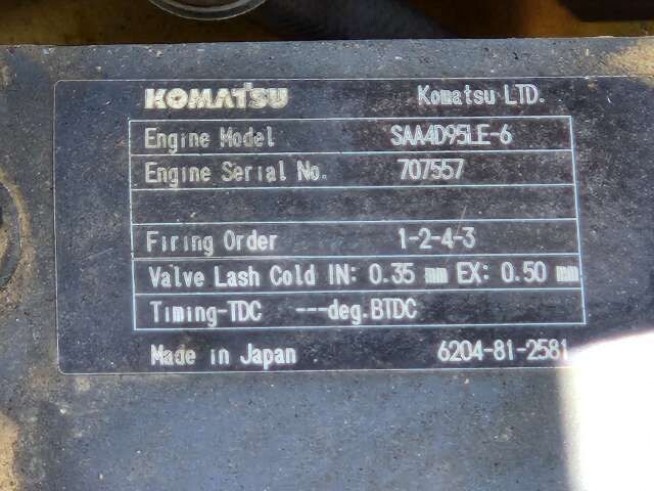 KOMATSU Komatsu LTD.
Engine Model SAA4D95LE-6
Engine Serial No. 707557
Firing Order 1-2-4-3
Valve Lash Cold IN: 0.35 mm EX: 0.50 mm
Timing-TDC ---deg.BTDC
Made in Japan 6204-81-2581